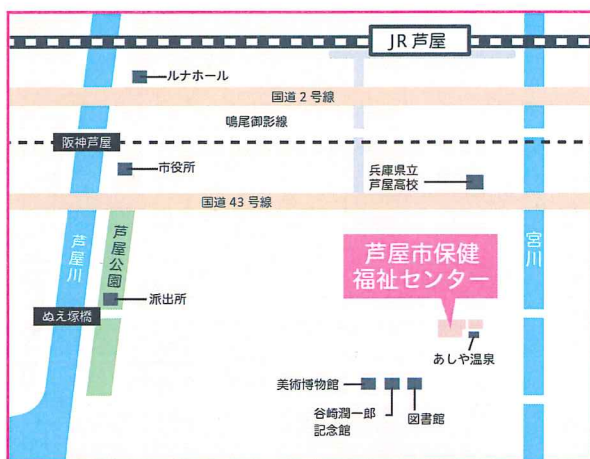 JR 芦屋
ルナホール
国道 2 号線
鳴尾御影線
阪神芦屋
市役所
兵庫県立
芦屋高校
国道 43 号線
芦屋川
芦屋公園
宮川
芦屋市保健
福祉センター
派出所
ぬえ塚橋
あしや温泉
美術博物館
谷崎潤一郎
記念館
図書館